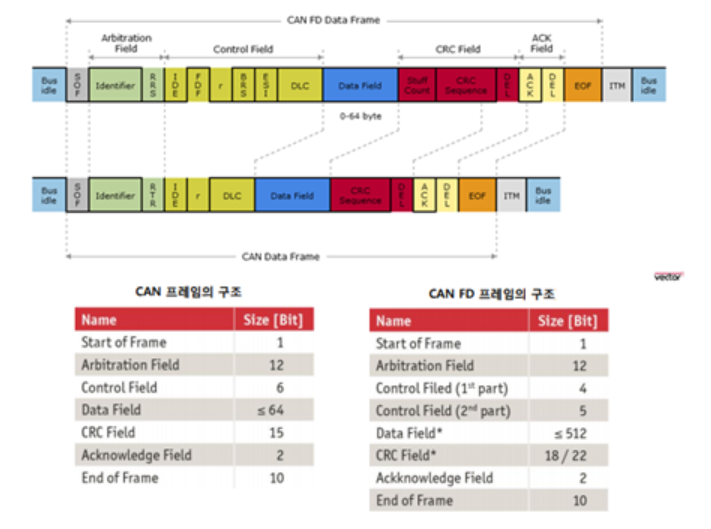 CAN FD Data Frame
Arbitration Field
Control Field
CRC Field
ACK Field
Bus idle
SOF
Identifier
RRS
IDE
FDF
r
BRS
ESI
DLC
Data Field
Stuff Count
CRC Sequence
DEL
ACK
DEL
EOF
ITM
Bus idle
0-64 byte
Bus idle
SOF
Identifier
RTR
IDE
r
DLC
Data Field
CRC Sequence
DEL
ACK
DEL
EOF
ITM
Bus idle
CAN Data Frame
vector
CAN 프레임의 구조
Name Size [Bit]
Start of Frame 1
Arbitration Field 12
Control Field 6
Data Field ≤ 64
CRC Field 15
Acknowledge Field 2
End of Frame 10
CAN FD 프레임의 구조
Name Size [Bit]
Start of Frame 1
Arbitration Field 12
Control Filed (1st part) 4
Control Field (2nd part) 5
Data Field* ≤ 512
CRC Field* 18 / 22
Ackknowledge Field 2
End of Frame 10